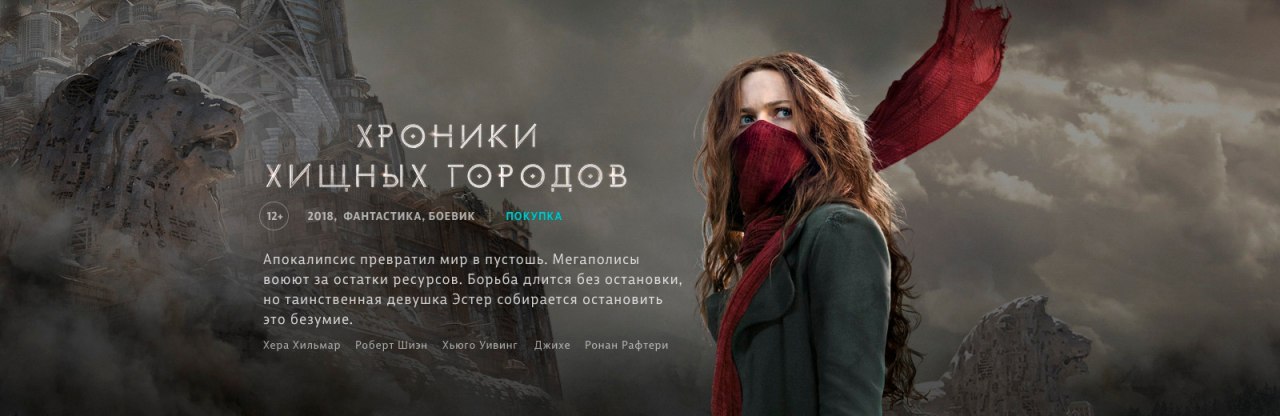 ХРОНИКИ
ХИЩНЫХ ГОРОДОВ
12+ 2018, ФАНТАСТИКА, БОЕВИК | ПОКУПКА
Апокалипсис превратил мир в пустошь. Мегаполисы
воюют за остатки ресурсов. Борьба длится без остановки,
но таинственная девушка Эстер собирается остановить
это безумие.
Хера Хильмар Роберт Шиэн Хьюго Уивинг Джихе Ронан Рафтери